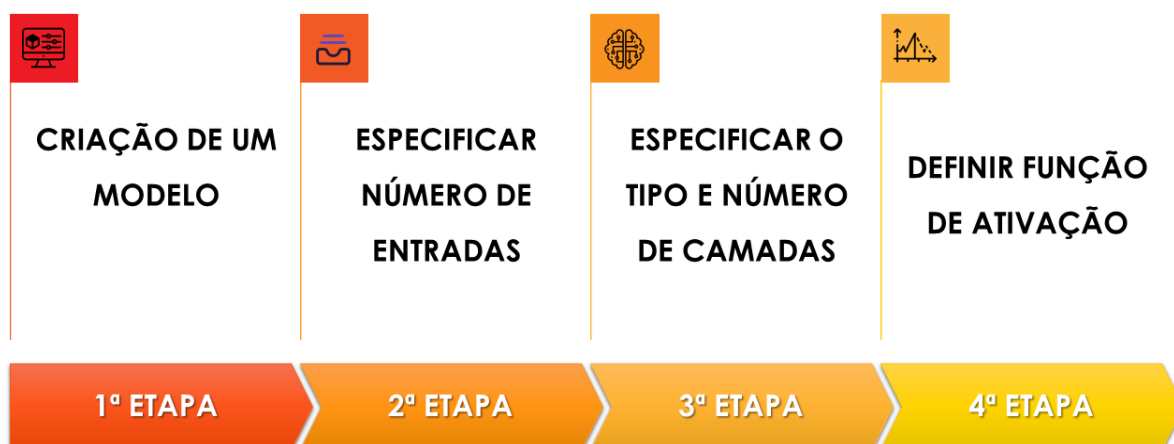 CRIAÇÃO DE UM
MODELO
ESPECIFICAR
NÚMERO DE
ENTRADAS
ESPECIFICAR O
TIPO E NÚMERO
DE CAMADAS
DEFINIR FUNÇÃO
DE ATIVAÇÃO
1ª ETAPA
2ª ETAPA
3ª ETAPA
4ª ETAPA